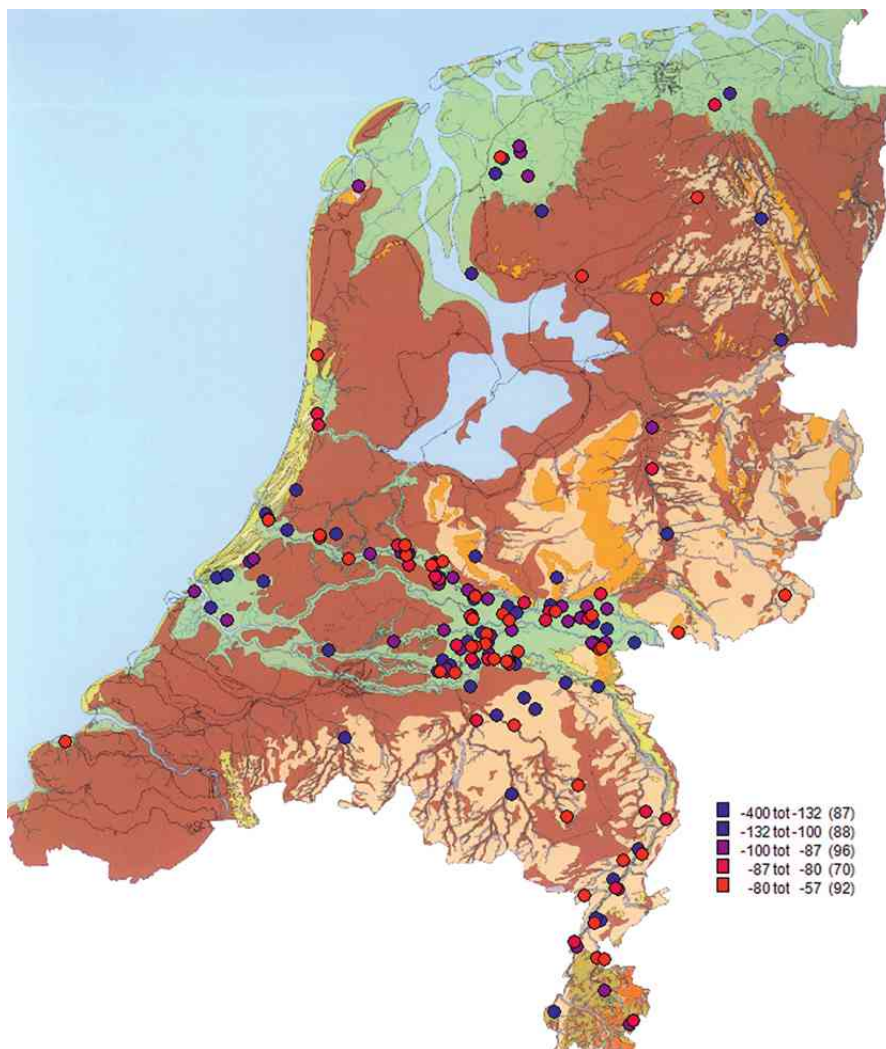 -400 tot -132 (87)
-132 tot -100 (88)
-100 tot -87 (96)
-87 tot -80 (70)
-80 tot -57 (92)